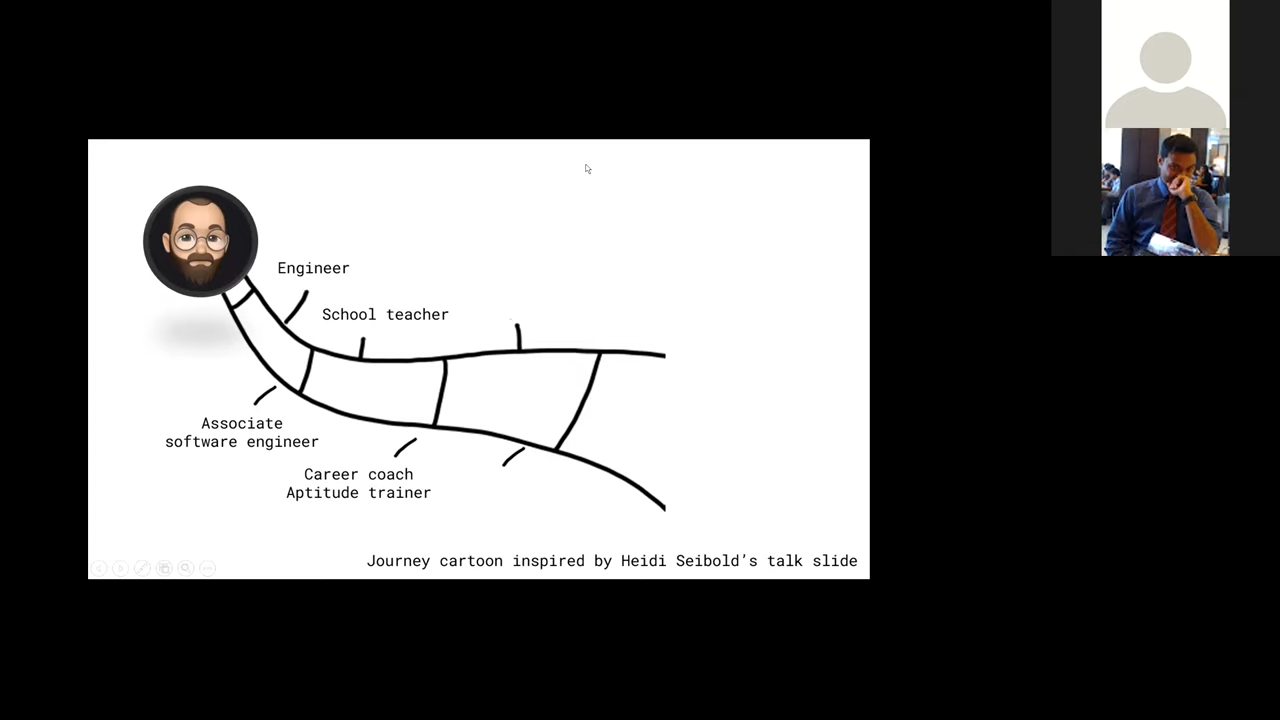 Engineer
School teacher
Associate
software engineer
Career coach
Aptitude trainer
Journey cartoon inspired by Heidi Seibold’s talk slide